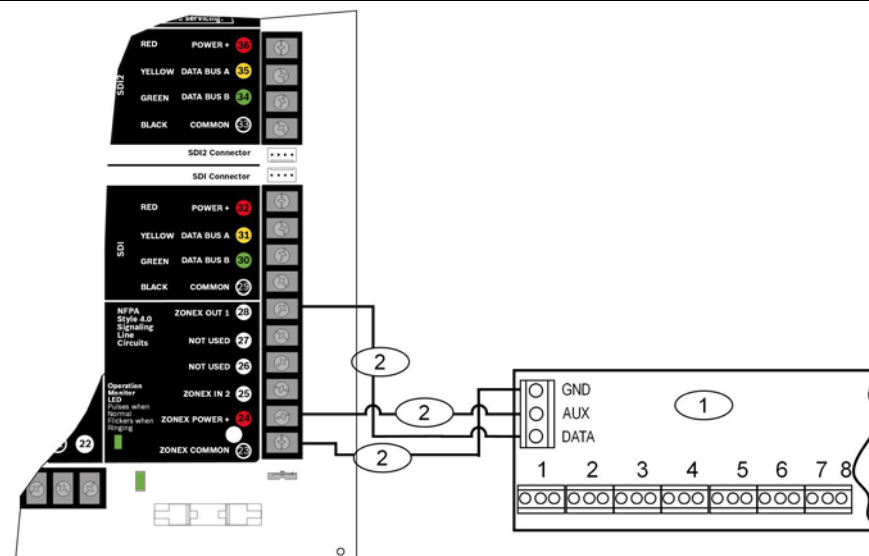 servicing.
RED POWER + 36
YELLOW DATA BUS A 35
SDI2
GREEN DATA BUS B 34
BLACK COMMON 33
SDI2 Connector
SDI Connector
RED POWER + 32
YELLOW DATA BUS A 31
SDI
GREEN DATA BUS B 30
BLACK COMMON 29
NFPA
Style 4.0
Signaling
Line
Circuits
ZONEX OUT 1 28
NOT USED 27
NOT USED 26
ZONEX IN 2 25
Operation
Monitor
LED
Pulses when
Normal
Flickers when
Ringing
ZONEX POWER + 24
ZONEX COMMON 23
22
2
2
2
1
GND
AUX
DATA
1 2 3 4 5 6 7 8